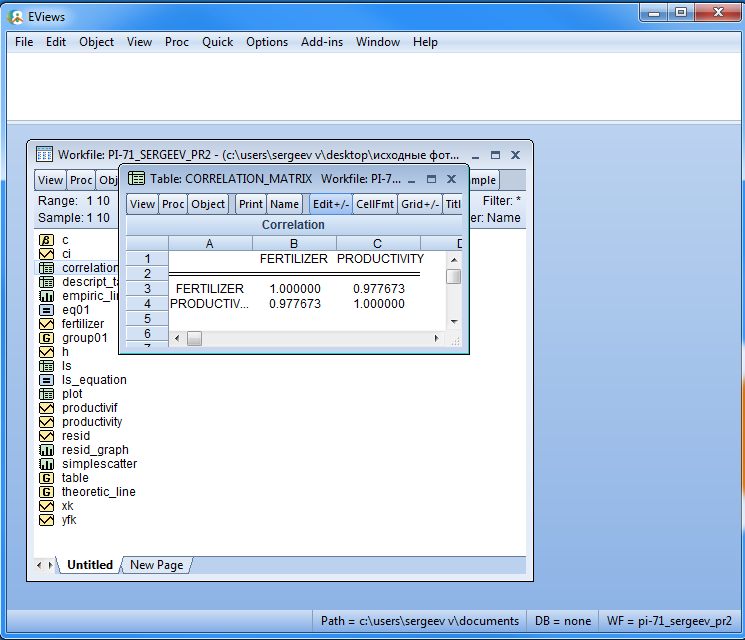 EViews
File Edit Object View Proc Quick Options Add-ins Window Help
Workfile: PI-71_SERGEEV_PR2 - (c:\users\sergeev v\desktop\исходные фот...
View Proc Obj
Range: 1 10 Filter: *
Sample: 1 10 er: Name
Table: CORRELATION_MATRIX Workfile: PI-7...
View Proc Object Print Name Edit+/- CellFmt Grid+/- Titl
Correlation
A B C D
1 FERTILIZER PRODUCTIVITY
2
3 FERTILIZER 1.000000 0.977673
4 PRODUCTIV... 0.977673 1.000000
5
6
7
β c
ci
correlation
descript_ta
empiric_li
eq01
fertilizer
G group01
h
ls
ls_equation
plot
productivif
productivity
resid
resid_graph
simplescatter
G table
G theoretic_line
xk
yfk
Untitled New Page
Path = c:\users\sergeev v\documents DB = none WF = pi-71_sergeev_pr2